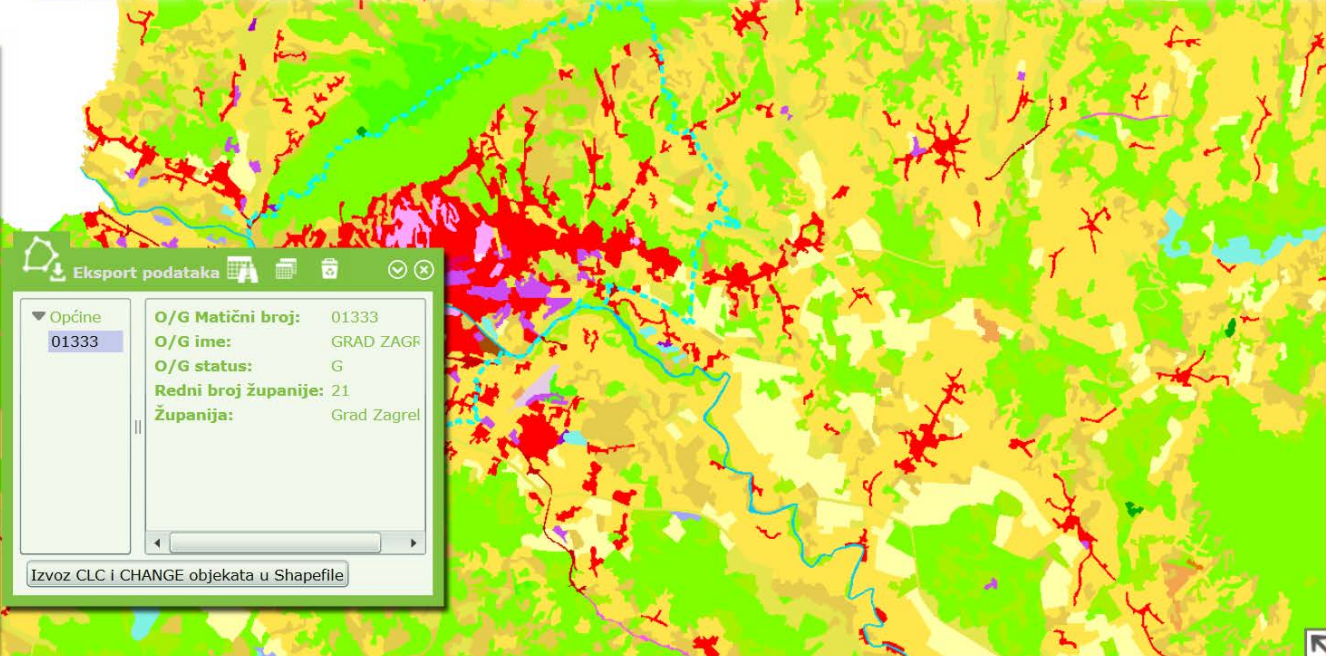 Eksport podataka
Općine
01333
O/G Matični broj: 01333
O/G ime: GRAD ZAGR
O/G status: G
Redni broj županije: 21
Županija: Grad Zagrel
Izvoz CLC i CHANGE objekata u Shapefile